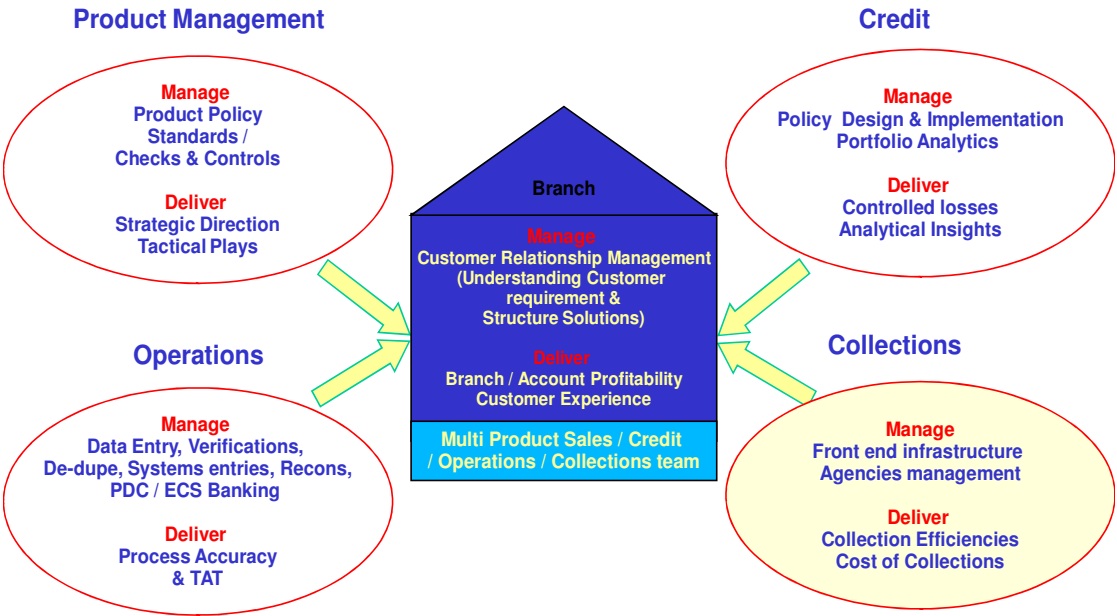 Product Management
Manage
Product Policy
Standards /
Checks & Controls
Deliver
Strategic Direction
Tactical Plays
Credit
Manage
Policy Design & Implementation
Portfolio Analytics
Deliver
Controlled losses
Analytical Insights
Branch
Manage
Customer Relationship Management
(Understanding Customer
requirement &
Structure Solutions)
Deliver
Branch / Account Profitability
Customer Experience
Multi Product Sales / Credit
/ Operations / Collections team
Operations
Manage
Data Entry, Verifications,
De-dupe, Systems entries, Recons,
PDC / ECS Banking
Deliver
Process Accuracy
& TAT
Collections
Manage
Front end infrastructure
Agencies management
Deliver
Collection Efficiencies
Cost of Collections